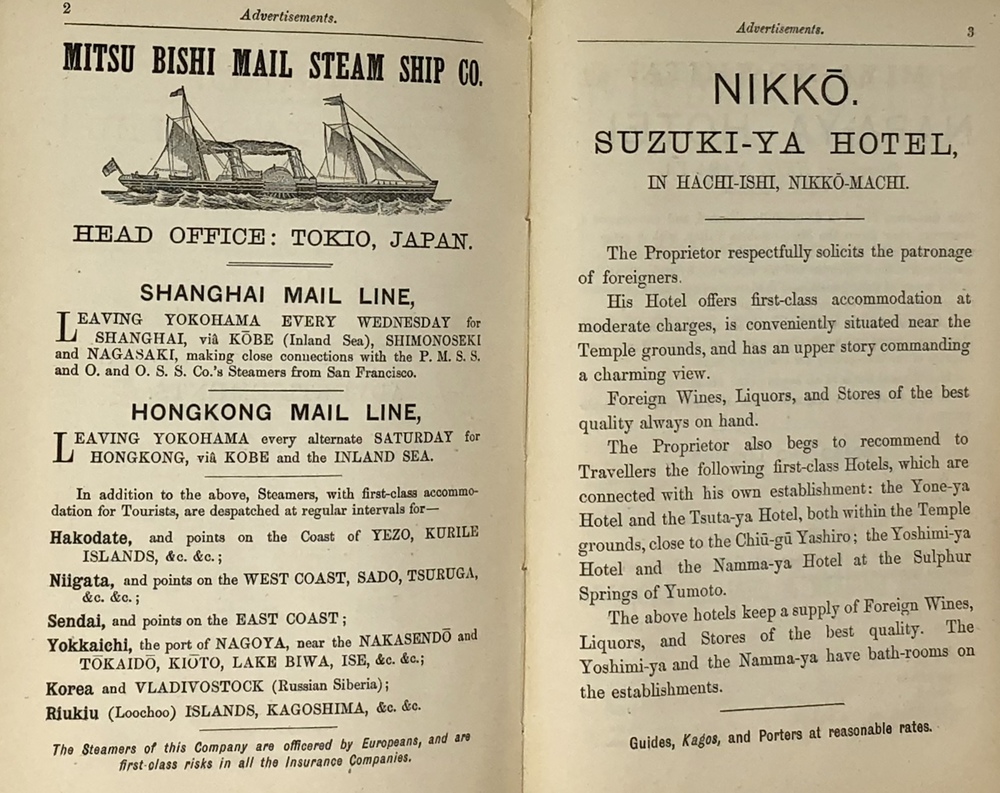 2
Advertisements.
MITSU BISHI MAIL STEAM SHIP CO.
HEAD OFFICE: TOKIO, JAPAN.
SHANGHAI MAIL LINE,
LEAVING YOKOHAMA EVERY WEDNESDAY for
SHANGHAI, viâ KŌBE (Inland Sea), SHIMONOSEKI
and NAGASAKI, making close connections with the P. M. S. S.
and O. and O. S. S. Co.'s Steamers from San Francisco.
HONGKONG MAIL LINE,
LEAVING YOKOHAMA every alternate SATURDAY for
HONGKONG, viâ KOBE and the INLAND SEA.
In addition to the above, Steamers, with first-class accommo-
dation for Tourists, are despatched at regular intervals for—
Hakodate, and points on the Coast of YEZO, KURILE
ISLANDS, &c. &c.;
Niigata, and points on the WEST COAST, SADO, TSURUGA,
&c. &c.;
Sendai, and points on the EAST COAST;
Yokkaichi, the port of NAGOYA, near the NAKASENDŌ and
TŌKAIDŌ, KIŌTO, LAKE BIWA, ISE, &c. &c.;
Korea and VLADIVOSTOCK (Russian Siberia);
Riukiu (Loochoo) ISLANDS, KAGOSHIMA, &c. &c.
The Steamers of this Company are officered by Europeans, and are
first-class risks in all the Insurance Companies.
Advertisements.
3
NIKKŌ.
SUZUKI-YA HOTEL,
IN HACHI-ISHI, NIKKŌ-MACHI.
The Proprietor respectfully solicits the patronage
of foreigners.
His Hotel offers first-class accommodation at
moderate charges, is conveniently situated near the
Temple grounds, and has an upper story commanding
a charming view.
Foreign Wines, Liquors, and Stores of the best
quality always on hand.
The Proprietor also begs to recommend to
Travellers the following first-class Hotels, which are
connected with his own establishment: the Yone-ya
Hotel and the Tsuta-ya Hotel, both within the Temple
grounds, close to the Chiū-gū Yashiro; the Yoshimi-ya
Hotel and the Namma-ya Hotel at the Sulphur
Springs of Yumoto.
The above hotels keep a supply of Foreign Wines,
Liquors, and Stores of the best quality. The
Yoshimi-ya and the Namma-ya have bath-rooms on
the establishments.
Guides, Kagos, and Porters at reasonable rates.